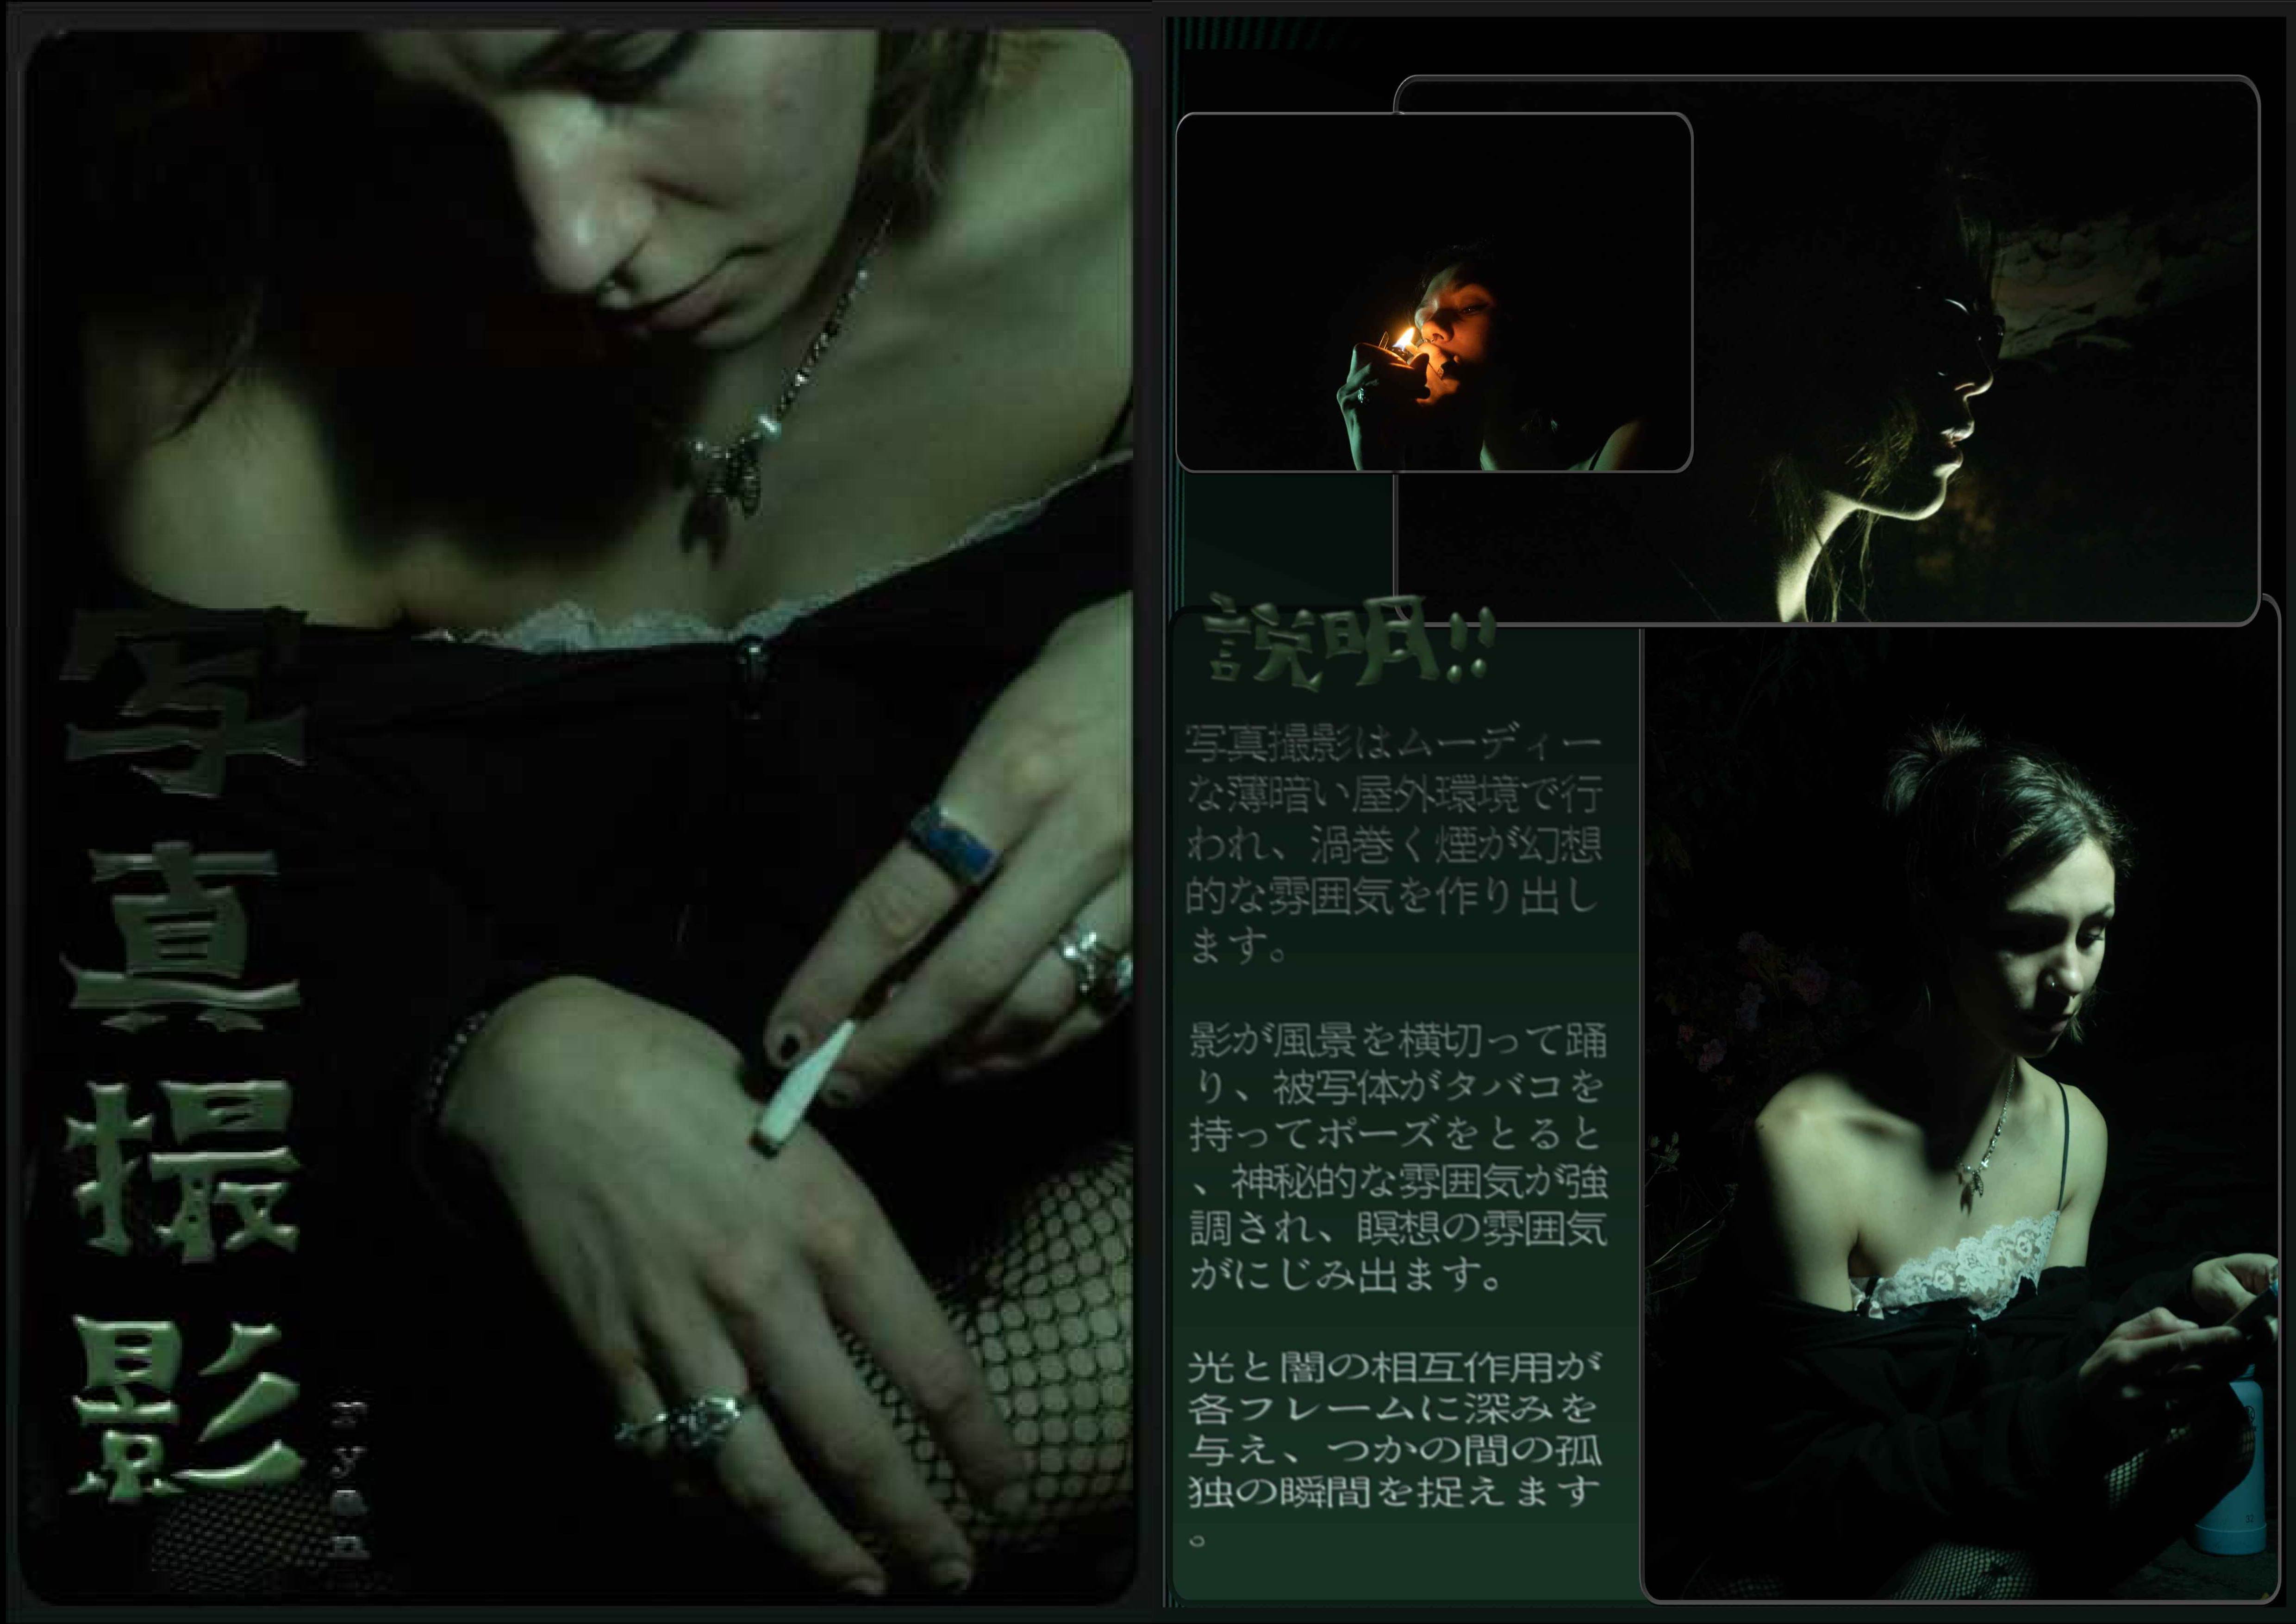 写
真
撮
影
ryan
説明!!
写真撮影はムーディー
な薄暗い屋外環境で行
われ、渦巻く煙が幻想
的な雰囲気を作り出し
ます。
影が風景を横切って踊
り、被写体がタバコを
持ってポーズをとると
、神秘的な雰囲気が強
調され、瞑想の雰囲気
がにじみ出ます。
光と闇の相互作用が
各フレームに深みを
与え、つかの間の孤
独の瞬間を捉えます
。
32